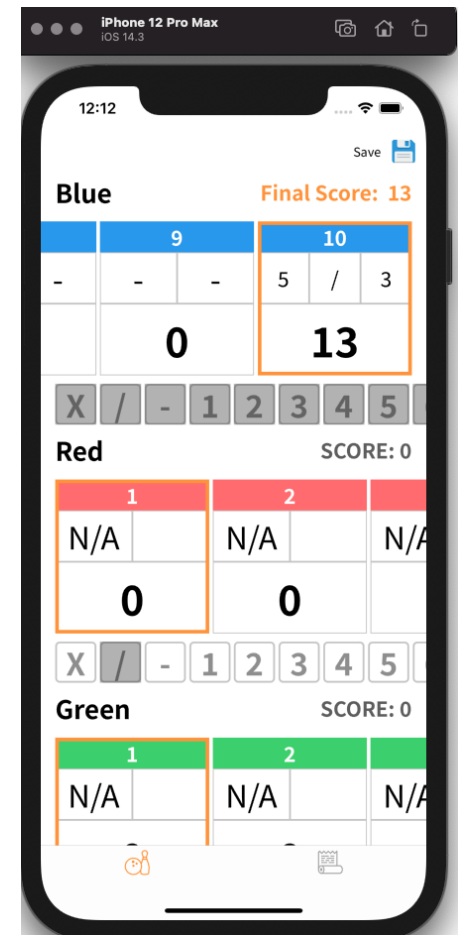 iPhone 12 Pro Max
iOS 14.3
12:12
Save
Blue Final Score: 13
9 10
- - - 5 / 3
0 13
X / - 1 2 3 4 5
Red SCORE: 0
1 2
N/A N/A N/A
0 0
X / - 1 2 3 4 5
Green SCORE: 0
1 2
N/A N/A N/A